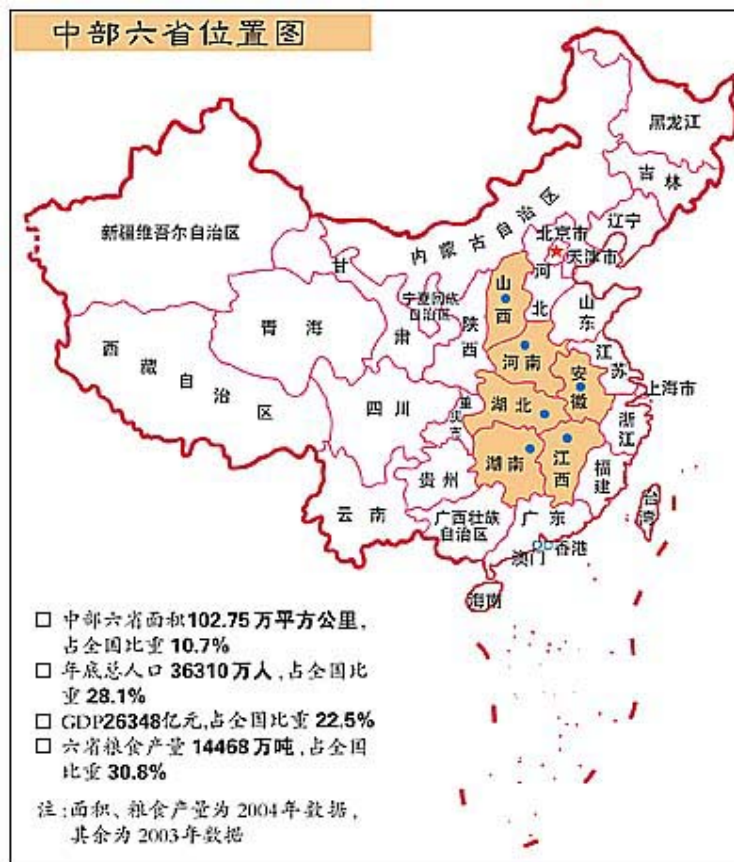 中部六省位置图
黑龙江
吉林
辽宁
内蒙古自治区
新疆维吾尔自治区
北京市
天津市
甘
肃
河
北
山
西
宁夏回族
自治区
陕
西
山
东
青海
西藏自治区
河南
江
苏
安
徽
上海市
四川
重庆市
湖北
浙
江
湖南
江
西
贵州
福
建
云南
广西壮族
自治区
广东
台
湾
澳门
香港
海南
□ 中部六省面积102.75万平方公里,
占全国比重10.7%
□ 年底总人口 36310万人,占全国比
重28.1%
□ GDP26348亿元,占全国比重22.5%
□ 六省粮食产量14468万吨,占全国
比重30.8%
注:面积、粮食产量为2004年数据,
其余为2003年数据